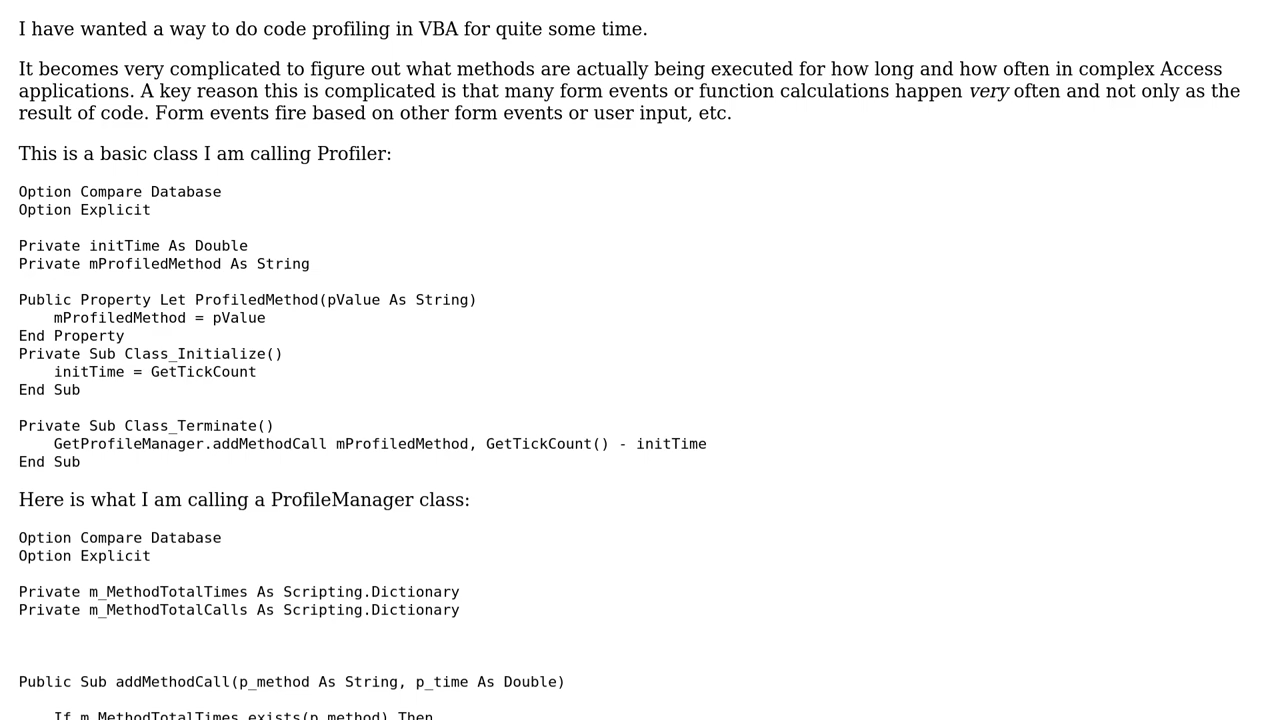 I have wanted a way to do code profiling in VBA for quite some time.
It becomes very complicated to figure out what methods are actually being executed for how long and how often in complex Access
applications. A key reason this is complicated is that many form events or function calculations happen very often and not only as the
result of code. Form events fire based on other form events or user input, etc.
This is a basic class I am calling Profiler:
Option Compare Database
Option Explicit
Private initTime As Double
Private mProfiledMethod As String
Public Property Let ProfiledMethod(pValue As String)
    mProfiledMethod = pValue
End Property
Private Sub Class_Initialize()
    initTime = GetTickCount
End Sub
Private Sub Class_Terminate()
    GetProfileManager.addMethodCall mProfiledMethod, GetTickCount() - initTime
End Sub
Here is what I am calling a ProfileManager class:
Option Compare Database
Option Explicit
Private m_MethodTotalTimes As Scripting.Dictionary
Private m_MethodTotalCalls As Scripting.Dictionary
Public Sub addMethodCall(p_method As String, p_time As Double)
    If m_MethodTotalTimes.exists(p_method) Then